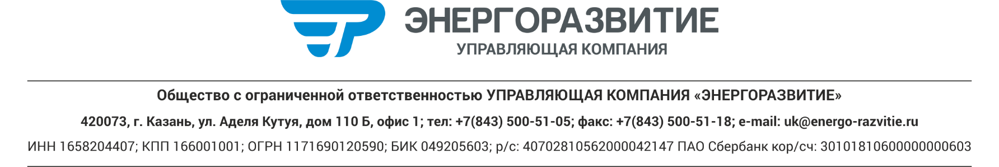 ЭНЕРГОРАЗВИТИЕ
УПРАВЛЯЮЩАЯ КОМПАНИЯ
Общество с ограниченной ответственностью УПРАВЛЯЮЩАЯ КОМПАНИЯ «ЭНЕРГОРАЗВИТИЕ»
420073, г. Казань, ул. Аделя Кутуя, дом 110 Б, офис 1; тел: +7(843) 500-51-05; факс: +7(843) 500-51-18; e-mail: uk@energo-razvitie.ru
ИНН 1658204407; КПП 166001001; ОГРН 1171690120590; БИК 049205603; р/с: 40702810562000042147 ПАО Сбербанк кор/сч: 30101810600000000603